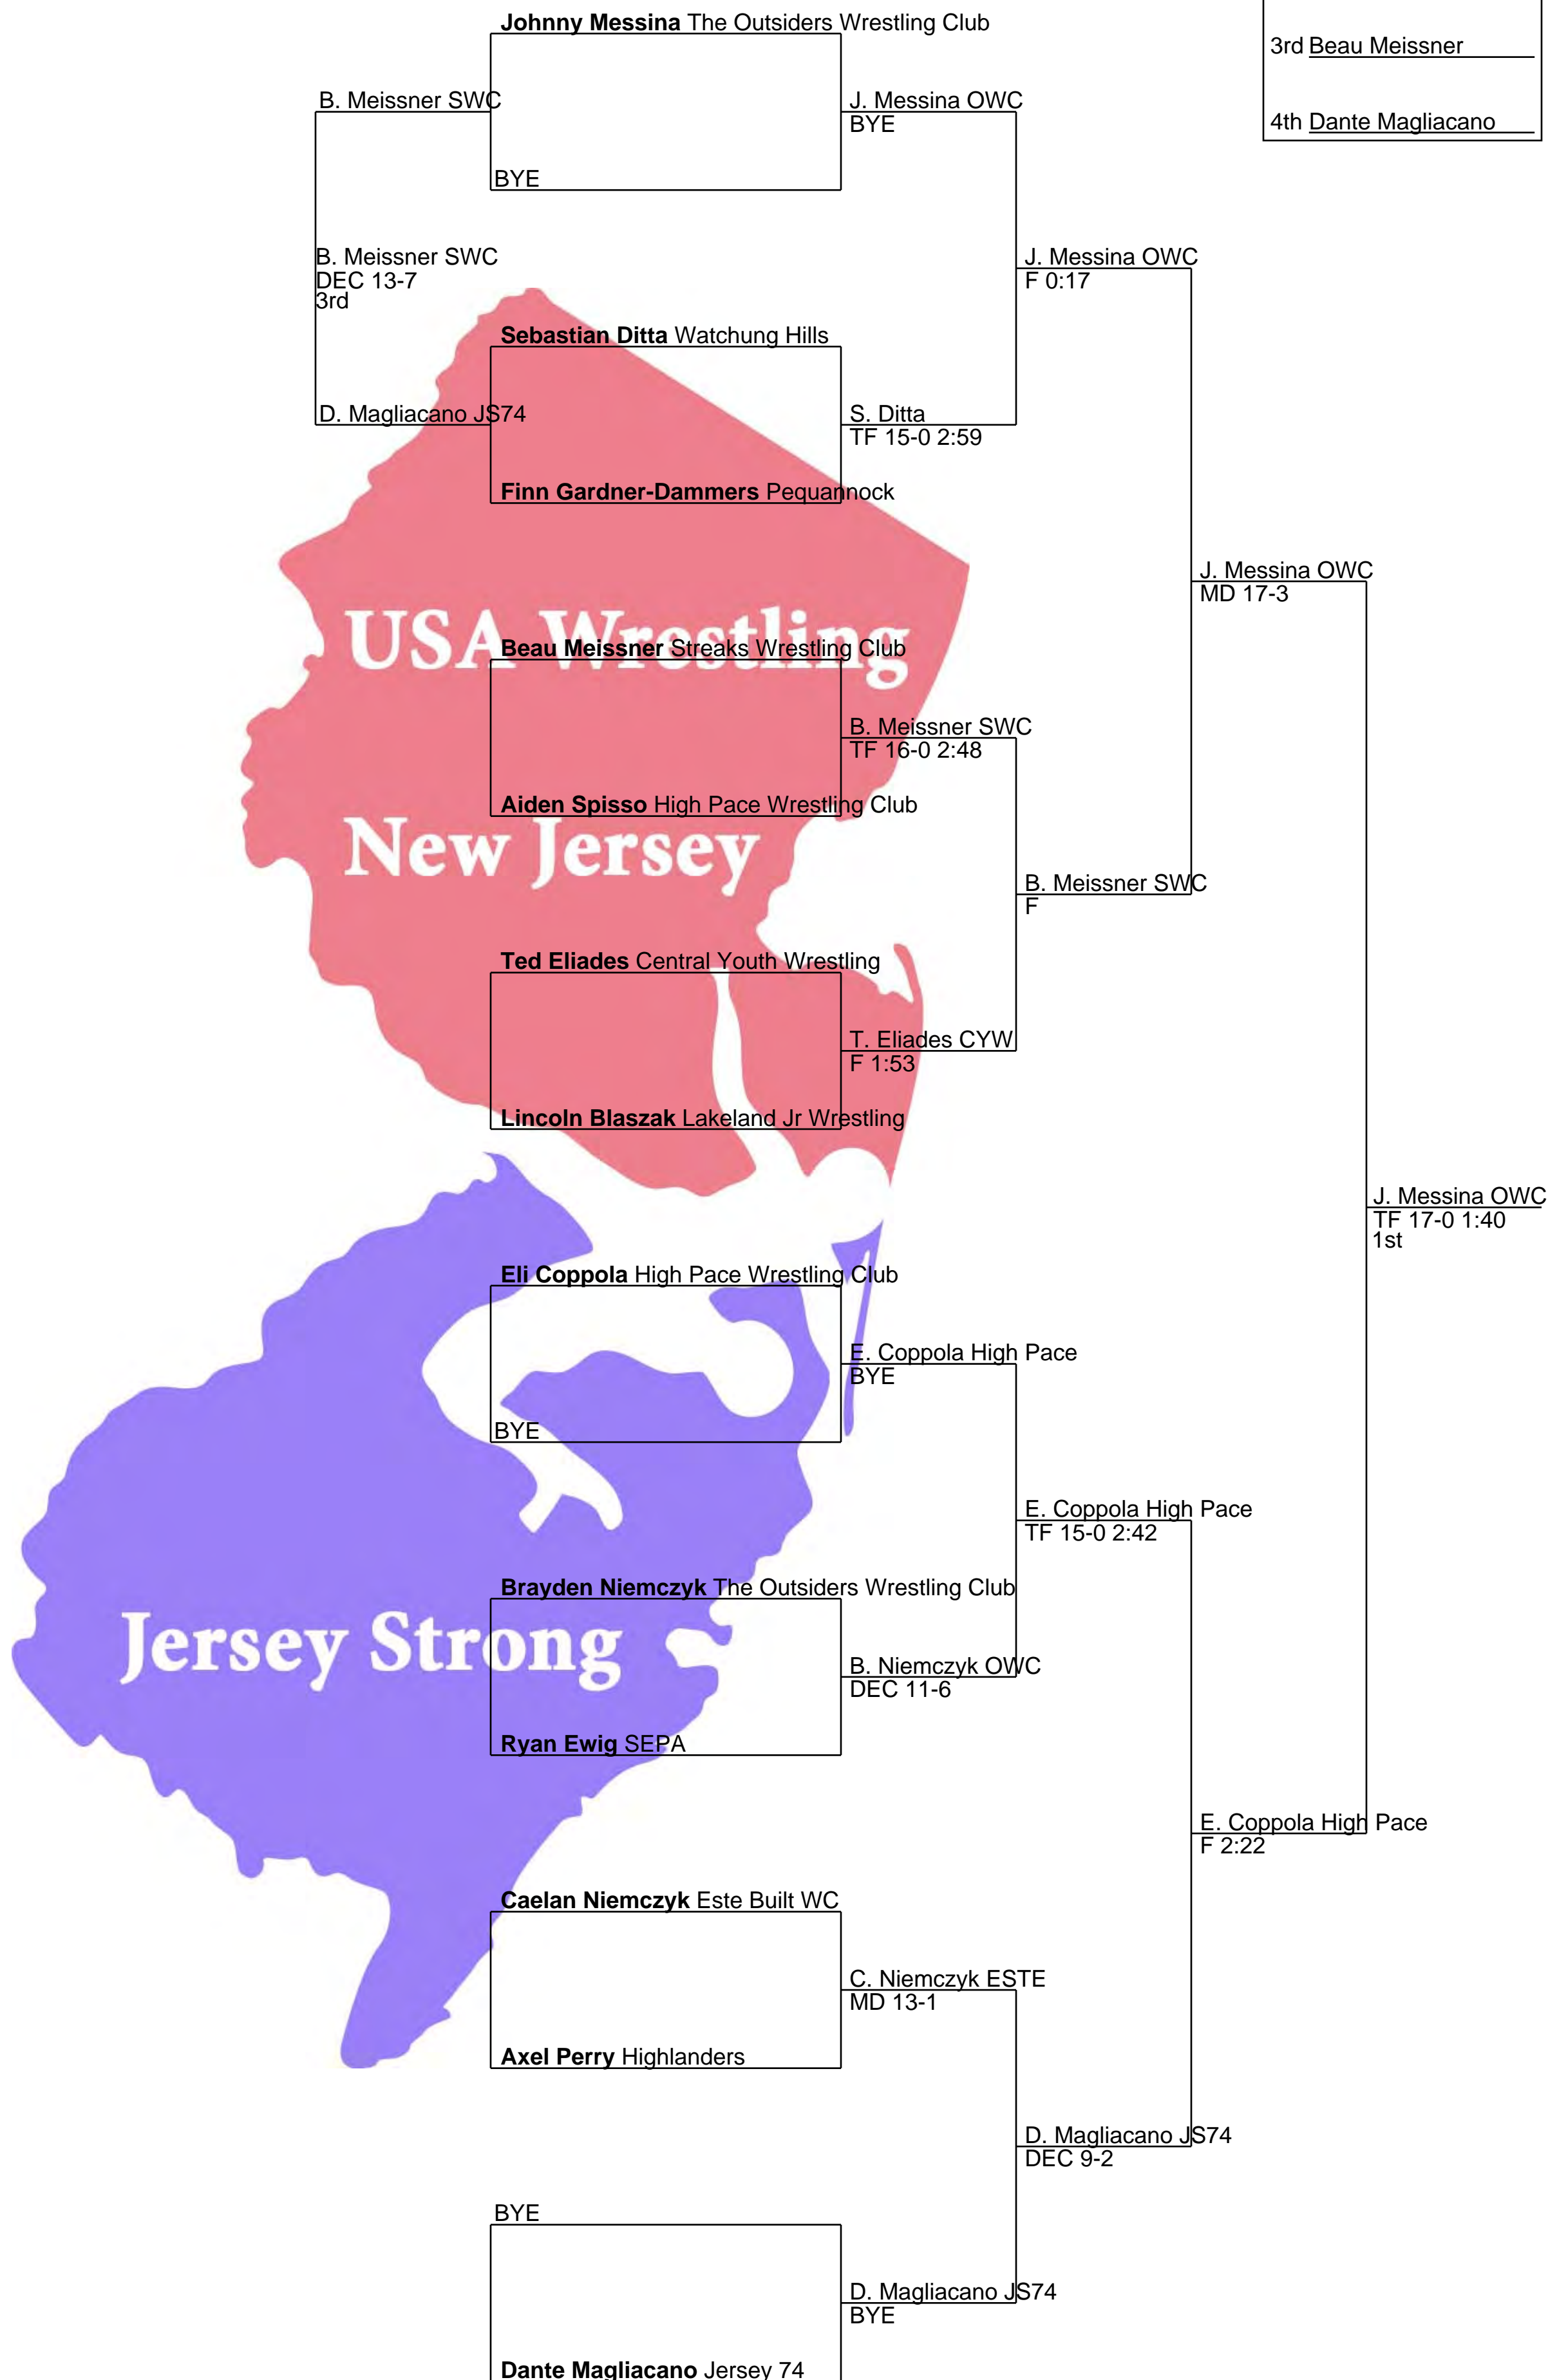 Johnny Messina The Outsiders Wrestling Club
3rd Beau Meissner
B. Meissner SWC
J. Messina OWC
BYE
4th Dante Magliacano
BYE
B. Meissner SWC
DEC 13-7
3rd
J. Messina OWC
F 0:17
Sebastian Ditta Watchung Hills
D. Magliacano JS74
S. Ditta
TF 15-0 2:59
Finn Gardner-Dammers Pequannock
J. Messina OWC
MD 17-3
USA Wrestling
Beau Meissner Streaks Wrestling Club
B. Meissner SWC
TF 16-0 2:48
Aiden Spisso High Pace Wrestling Club
New Jersey
B. Meissner SWC
F
Ted Eliades Central Youth Wrestling
T. Eliades CYW
F 1:53
Lincoln Blaszak Lakeland Jr Wrestling
J. Messina OWC
TF 17-0 1:40
1st
Eli Coppola High Pace Wrestling Club
E. Coppola High Pace
BYE
BYE
E. Coppola High Pace
TF 15-0 2:42
Brayden Niemczyk The Outsiders Wrestling Club
Jersey Strong
B. Niemczyk OWC
DEC 11-6
Ryan Ewig SEPA
E. Coppola High Pace
F 2:22
Caelan Niemczyk Este Built WC
C. Niemczyk ESTE
MD 13-1
Axel Perry Highlanders
D. Magliacano JS74
DEC 9-2
BYE
D. Magliacano JS74
BYE
Dante Magliacano Jersey 74